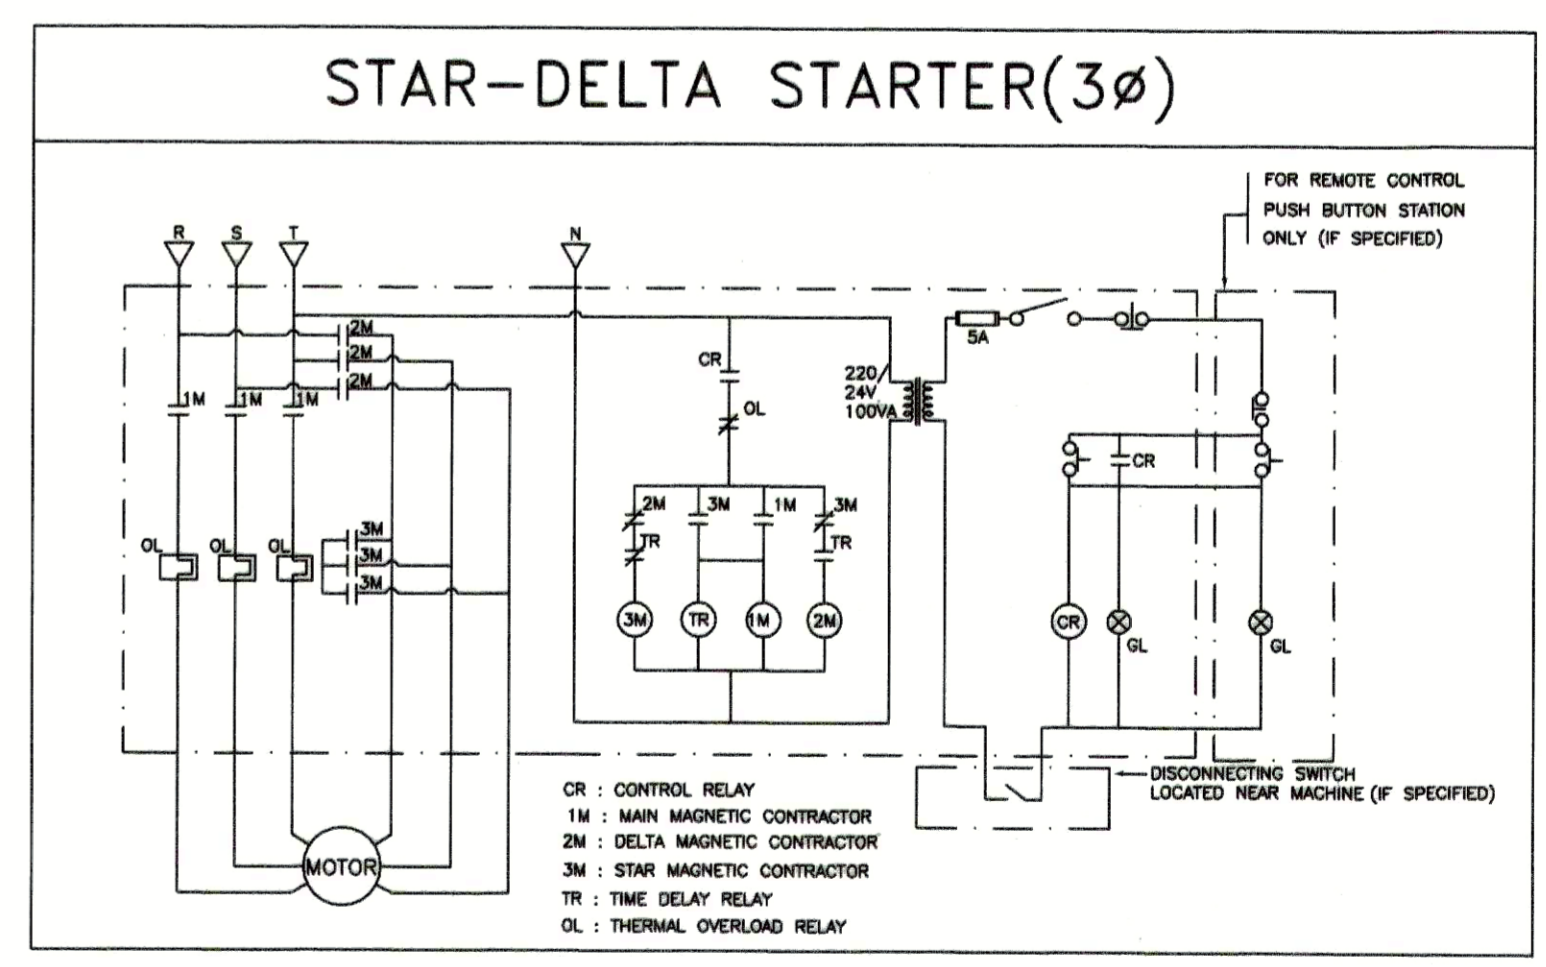 STAR-DELTA STARTER(3ø)
FOR REMOTE CONTROL
PUSH BUTTON STATION
ONLY (IF SPECIFIED)
R
S
T
N
2M
2M
2M
1M
1M
1M
CR
OL
220/
24V
100VA
5A
CR
2M
3M
1M
3M
TR
TR
OL
OL
OL
3M
3M
3M
3M
TR
1M
2M
CR
GL
GL
MOTOR
DISCONNECTING SWITCH
LOCATED NEAR MACHINE (IF SPECIFIED)
CR : CONTROL RELAY
1M : MAIN MAGNETIC CONTRACTOR
2M : DELTA MAGNETIC CONTRACTOR
3M : STAR MAGNETIC CONTRACTOR
TR : TIME DELAY RELAY
OL : THERMAL OVERLOAD RELAY